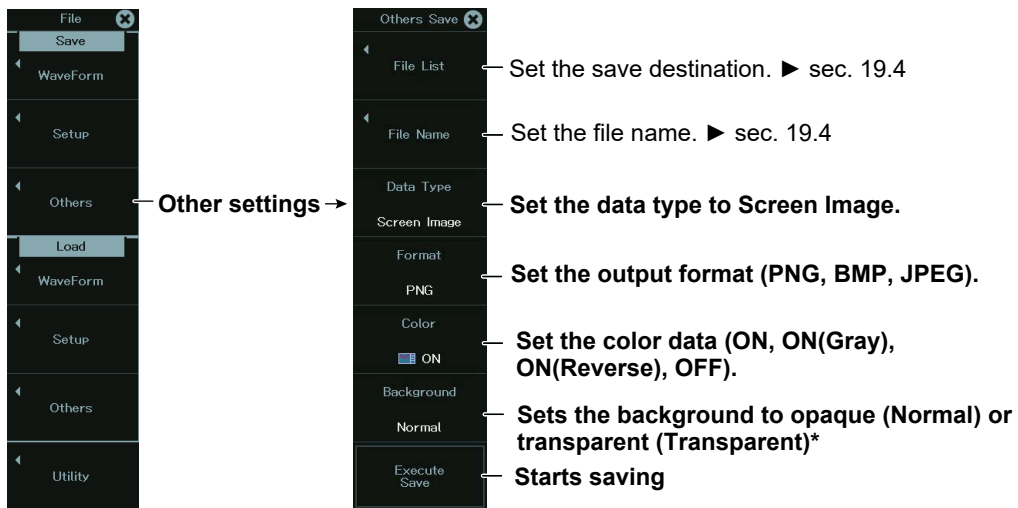 File
Save
WaveForm
Setup
Others
Load
WaveForm
Setup
Others
Utility
Other settings
Others Save
File List
File Name
Data Type
Screen Image
Format
PNG
Color
ON
Background
Normal
Execute
Save
Set the save destination. ► sec. 19.4
Set the file name. ► sec. 19.4
Set the data type to Screen Image.
Set the output format (PNG, BMP, JPEG).
Set the color data (ON, ON(Gray),
ON(Reverse), OFF).
Sets the background to opaque (Normal) or
transparent (Transparent)*
Starts saving